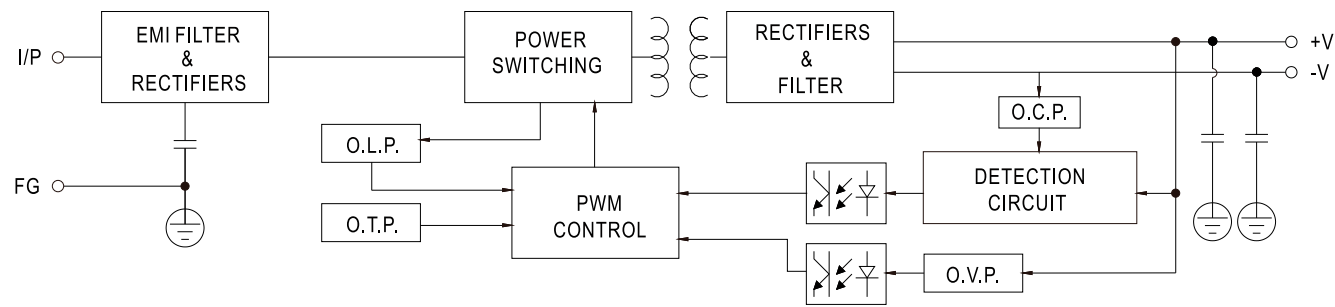 I/P
EMI FILTER
&
RECTIFIERS
POWER
SWITCHING
RECTIFIERS
&
FILTER
+V
-V
O.C.P.
O.L.P.
FG
PWM
CONTROL
DETECTION
CIRCUIT
O.T.P.
O.V.P.